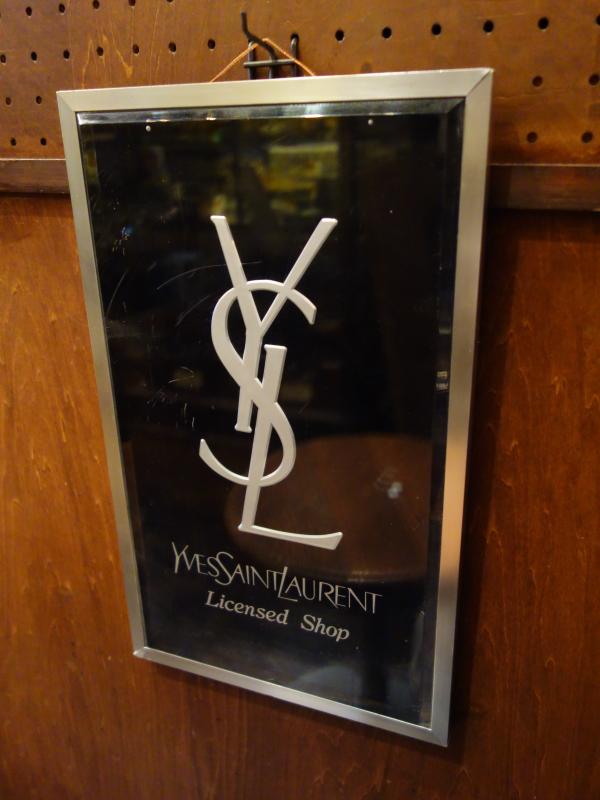 YSL
YVESSAINTLAURENT
Licensed Shop